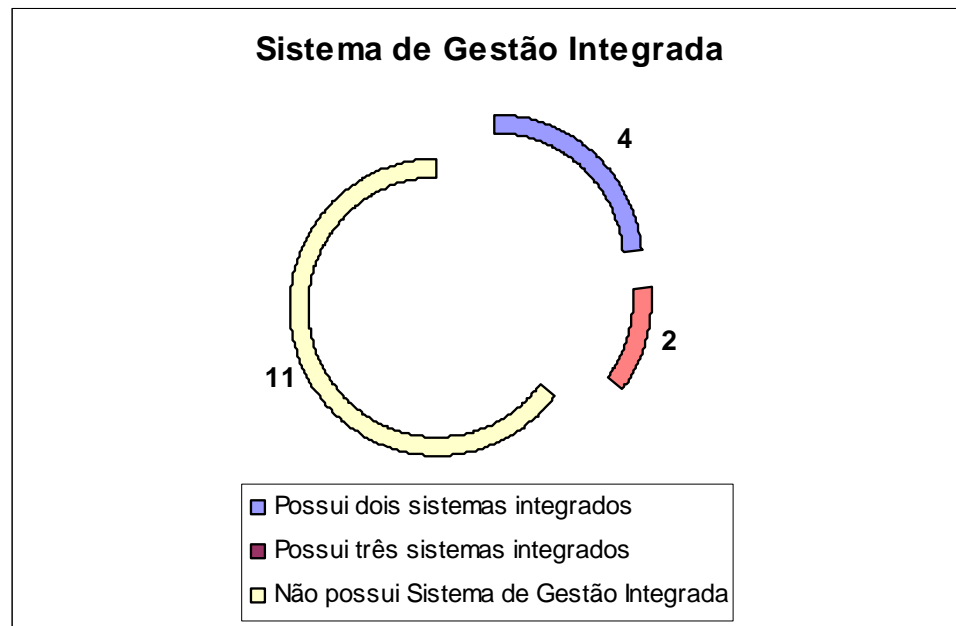 Sistema de Gestão Integrada
4
2
11
Possui dois sistemas integrados
Possui três sistemas integrados
Não possui Sistema de Gestão Integrada